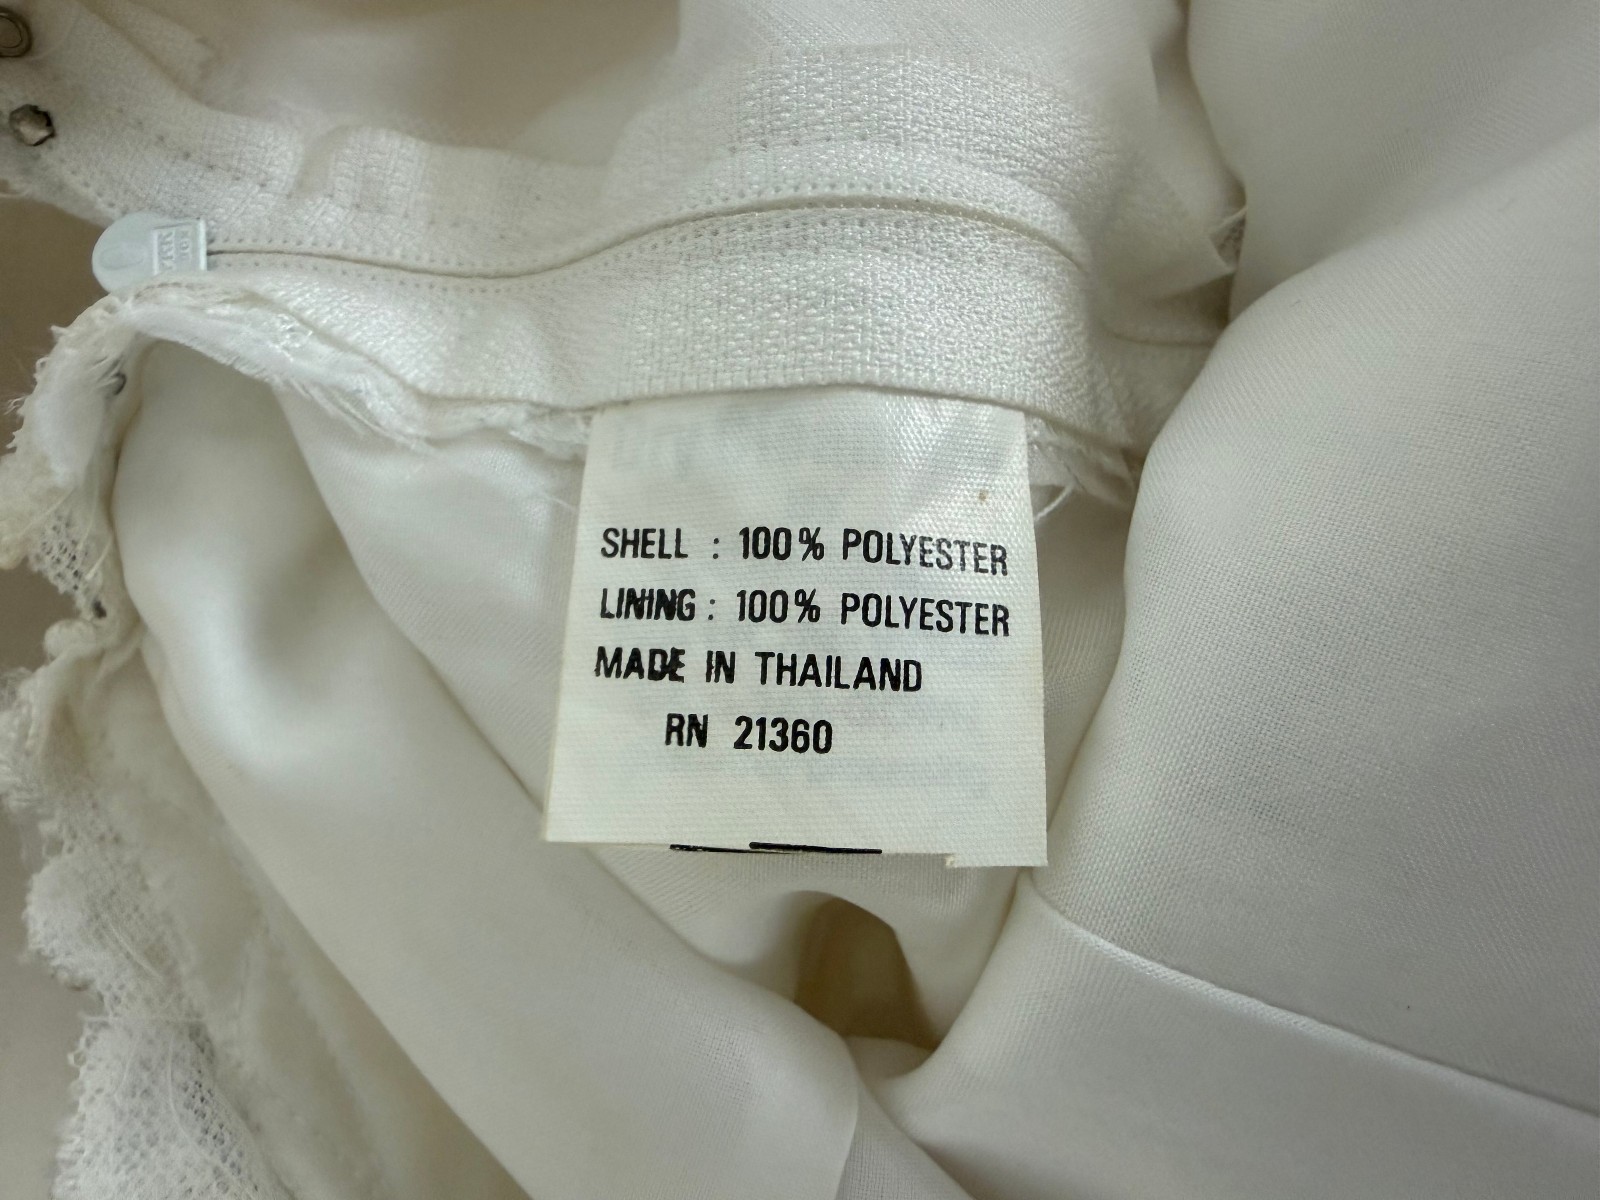 SHELL : 100% POLYESTER
LINING : 100% POLYESTER
MADE IN THAILAND
RN 21360